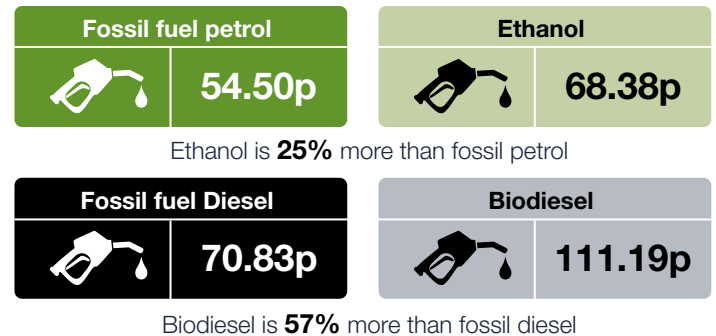 Fossil fuel petrol
Ethanol
54.50p
68.38p
Ethanol is 25% more than fossil petrol
Fossil fuel Diesel
Biodiesel
70.83p
111.19p
Biodiesel is 57% more than fossil diesel